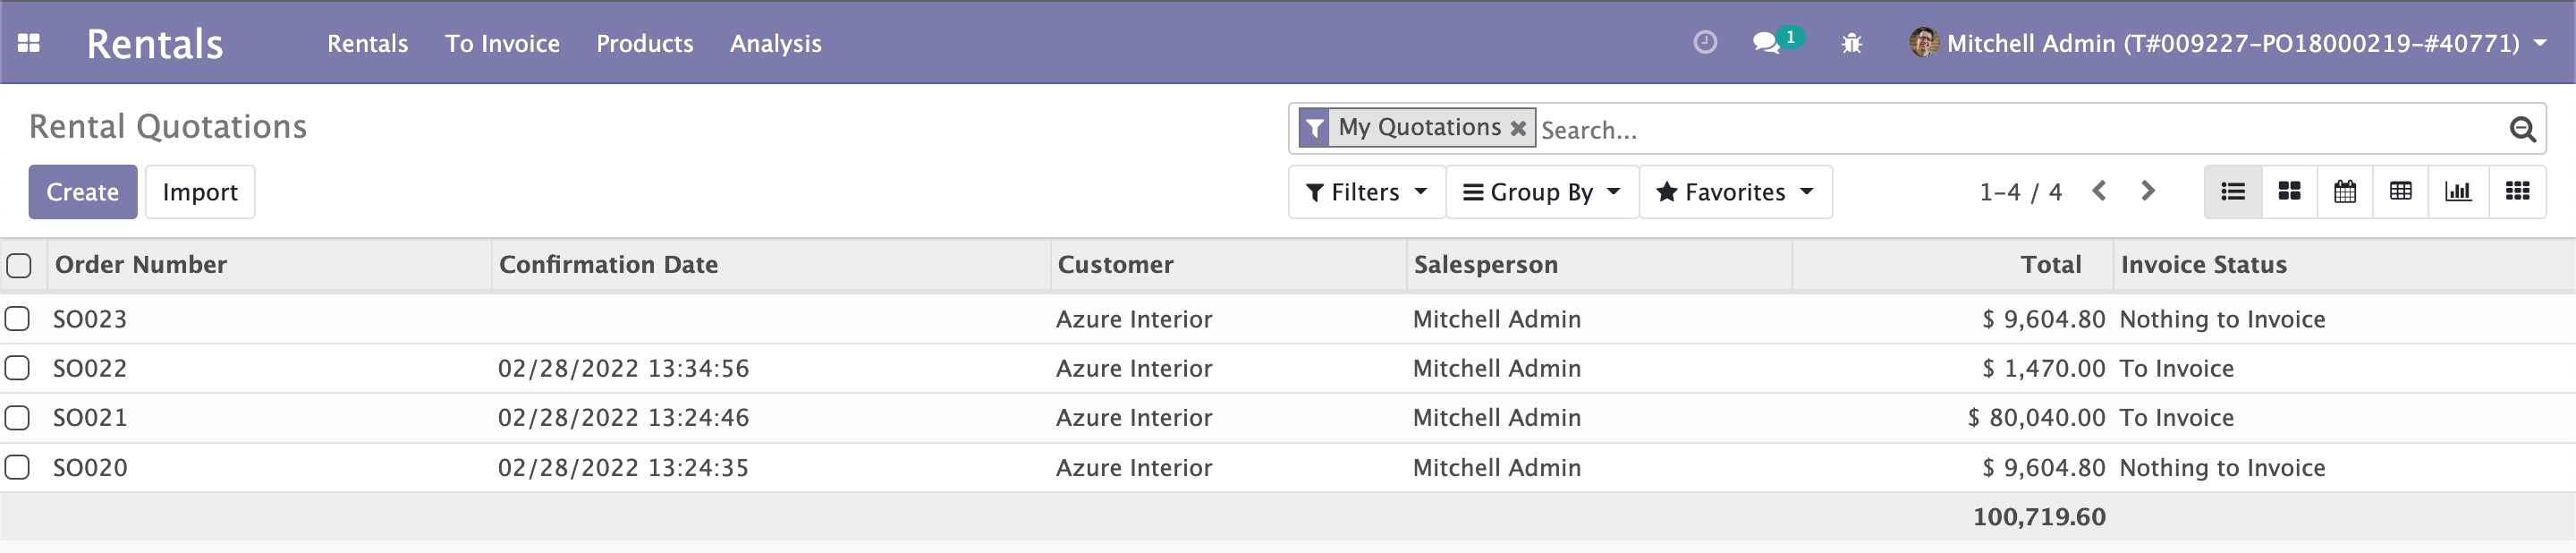 Rentals Rentals To Invoice Products Analysis 1 Mitchell Admin (T#009227-PO18000219-#40771)
Rental Quotations My Quotations Search...
Create Import Filters Group By Favorites 1-4 / 4
Order Number Confirmation Date Customer Salesperson Total Invoice Status
SO023 Azure Interior Mitchell Admin $ 9,604.80 Nothing to Invoice
SO022 02/28/2022 13:34:56 Azure Interior Mitchell Admin $ 1,470.00 To Invoice
SO021 02/28/2022 13:24:46 Azure Interior Mitchell Admin $ 80,040.00 To Invoice
SO020 02/28/2022 13:24:35 Azure Interior Mitchell Admin $ 9,604.80 Nothing to Invoice
100,719.60